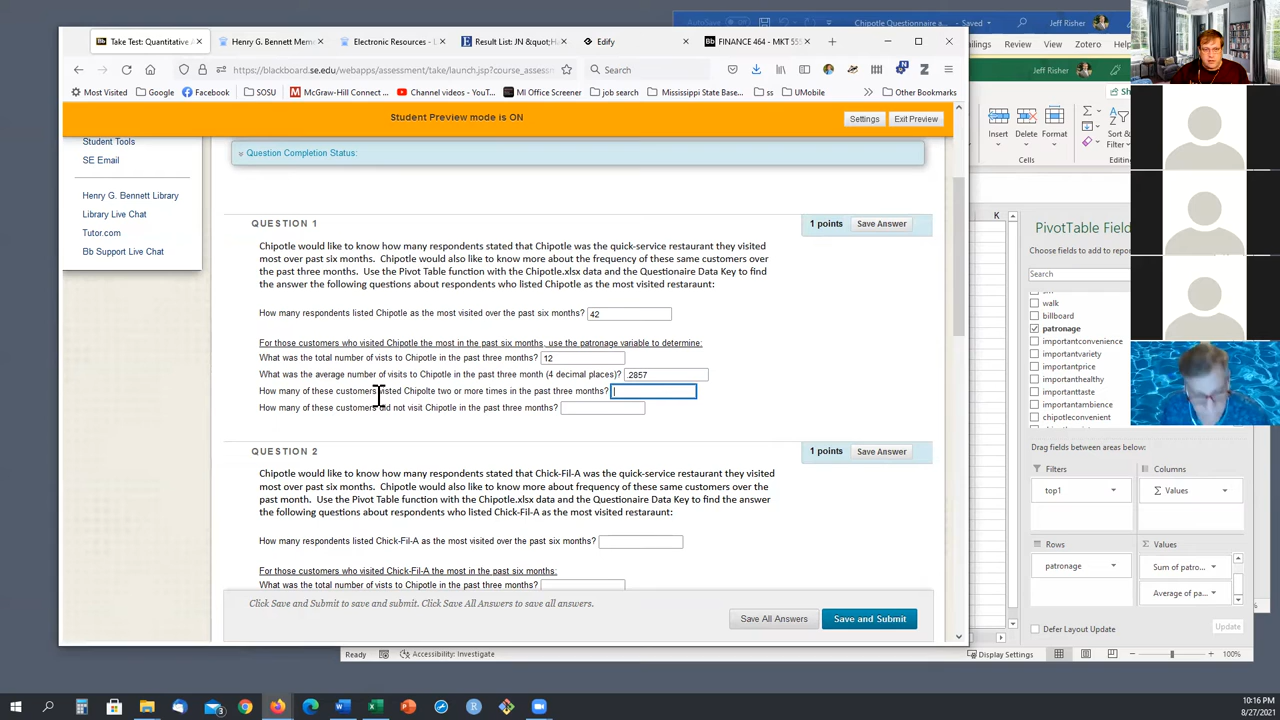 AutoSave
Chipotle Questionnaire a... - Saved
Jeff Risher
Take Test: Quantitative A
Henry G. Bennett Mem
Electronic Resources -
Result List: IN &quot;h
Edify
FINANCE 464 - MKT 55
https://blackboard.se.edu
assessment/take/launch.jsp?course_assess
Search
Most Visited
Google
Facebook
SOSU
McGraw-Hill Connect
Channel videos - YouT...
MI Office Screener
job search
Mississippi State Base...
ss
UMobile
Other Bookmarks
ailings
Review
View
Zotero
Jeff Risher
Sh
Student Preview mode is ON
Settings
Exit Preview
Insert
Delete
Format
Cells
Sort &
Filter
Editing
Student Tools
SE Email
Henry G. Bennett Library
Library Live Chat
Tutor.com
Bb Support Live Chat
Question Completion Status:
QUESTION 1
1 points
Save Answer
Chipotle would like to know how many respondents stated that Chipotle was the quick-service restaurant they visited
most over past six months. Chipotle would also like to know more about the frequency of these same customers over
the past three months. Use the Pivot Table function with the Chipotle.xlsx data and the Questionaire Data Key to find
the answer the following questions about respondents who listed Chipotle as the most visited restaraunt:
How many respondents listed Chipotle as the most visited over the past six months? 42
For those customers who visited Chipotle the most in the past six months, use the patronage variable to determine:
What was the total number of vists to Chipotle in the past three months? 12
What was the average number of visits to Chipotle in the past three month (4 decimal places)? .2857
How many of these customers listed Chipolte two or more times in the past three months?
How many of these customers did not visit Chipotle in the past three months?
QUESTION 2
1 points
Save Answer
Chipotle would like to know how many respondents stated that Chick-Fil-A was the quick-service restaurant they visited
most over past six months. Chipotle would also like to know more about frequency of these same customers over the
past month. Use the Pivot Table function with the Chipotle.xlsx data and the Questionaire Data Key to find the answer
the following questions about respondents who listed Chick-Fil-A as the most visited restaraunt:
How many respondents listed Chick-Fil-A as the most visited over the past six months?
For those customers who visited Chick-Fil-A the most in the past six months:
What was the total number of vists to Chipotle in the past three months?
Click Save and Submit to save and submit. Click Save All Answers to save all answers.
Save All Answers
Save and Submit
K
PivotTable Field
Choose fields to add to repor
Search
walk
billboard
patronage
importantconvenience
importantvariety
importantprice
importanthealthy
importanttaste
importantambience
chipotleconvenient
Drag fields between areas below:
Filters
Columns
top1
Values
Rows
Values
patronage
Sum of patro...
Average of pa...
Defer Layout Update
Update
Ready
Accessibility: Investigate
Display Settings
100%
10:16 PM
8/27/2021